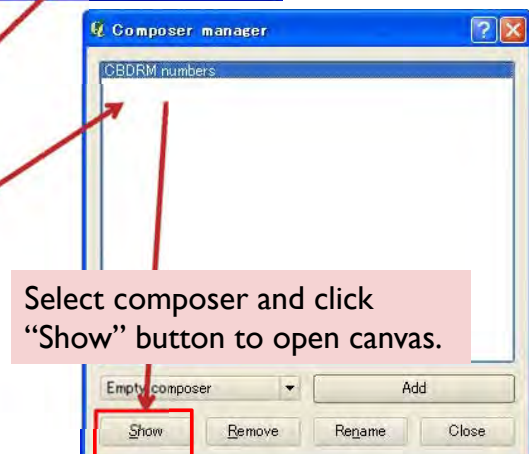 Composer manager
CBDRM numbers
Select composer and click
“Show” button to open canvas.
Empty composer
Add
Show
Remove
Rename
Close